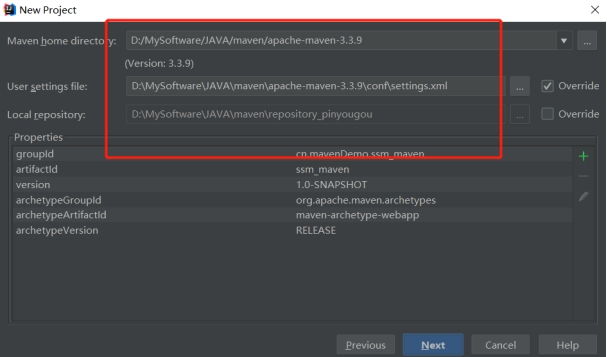 New Project
Maven home directory: D:/MySoftware/JAVA/maven/apache-maven-3.3.9 ...
(Version: 3.3.9)
User settings file: D:\MySoftware\JAVA\maven\apache-maven-3.3.9\conf\settings.xml ... Override
Local repository: D:\MySoftware\JAVA\maven\repository_pinyougou ... Override
Properties
groupId cn.mavenDemo.ssm_maven
artifactId ssm_maven
version 1.0-SNAPSHOT
archetypeGroupId org.apache.maven.archetypes
archetypeArtifactId maven-archetype-webapp
archetypeVersion RELEASE
Previous Next Cancel Help